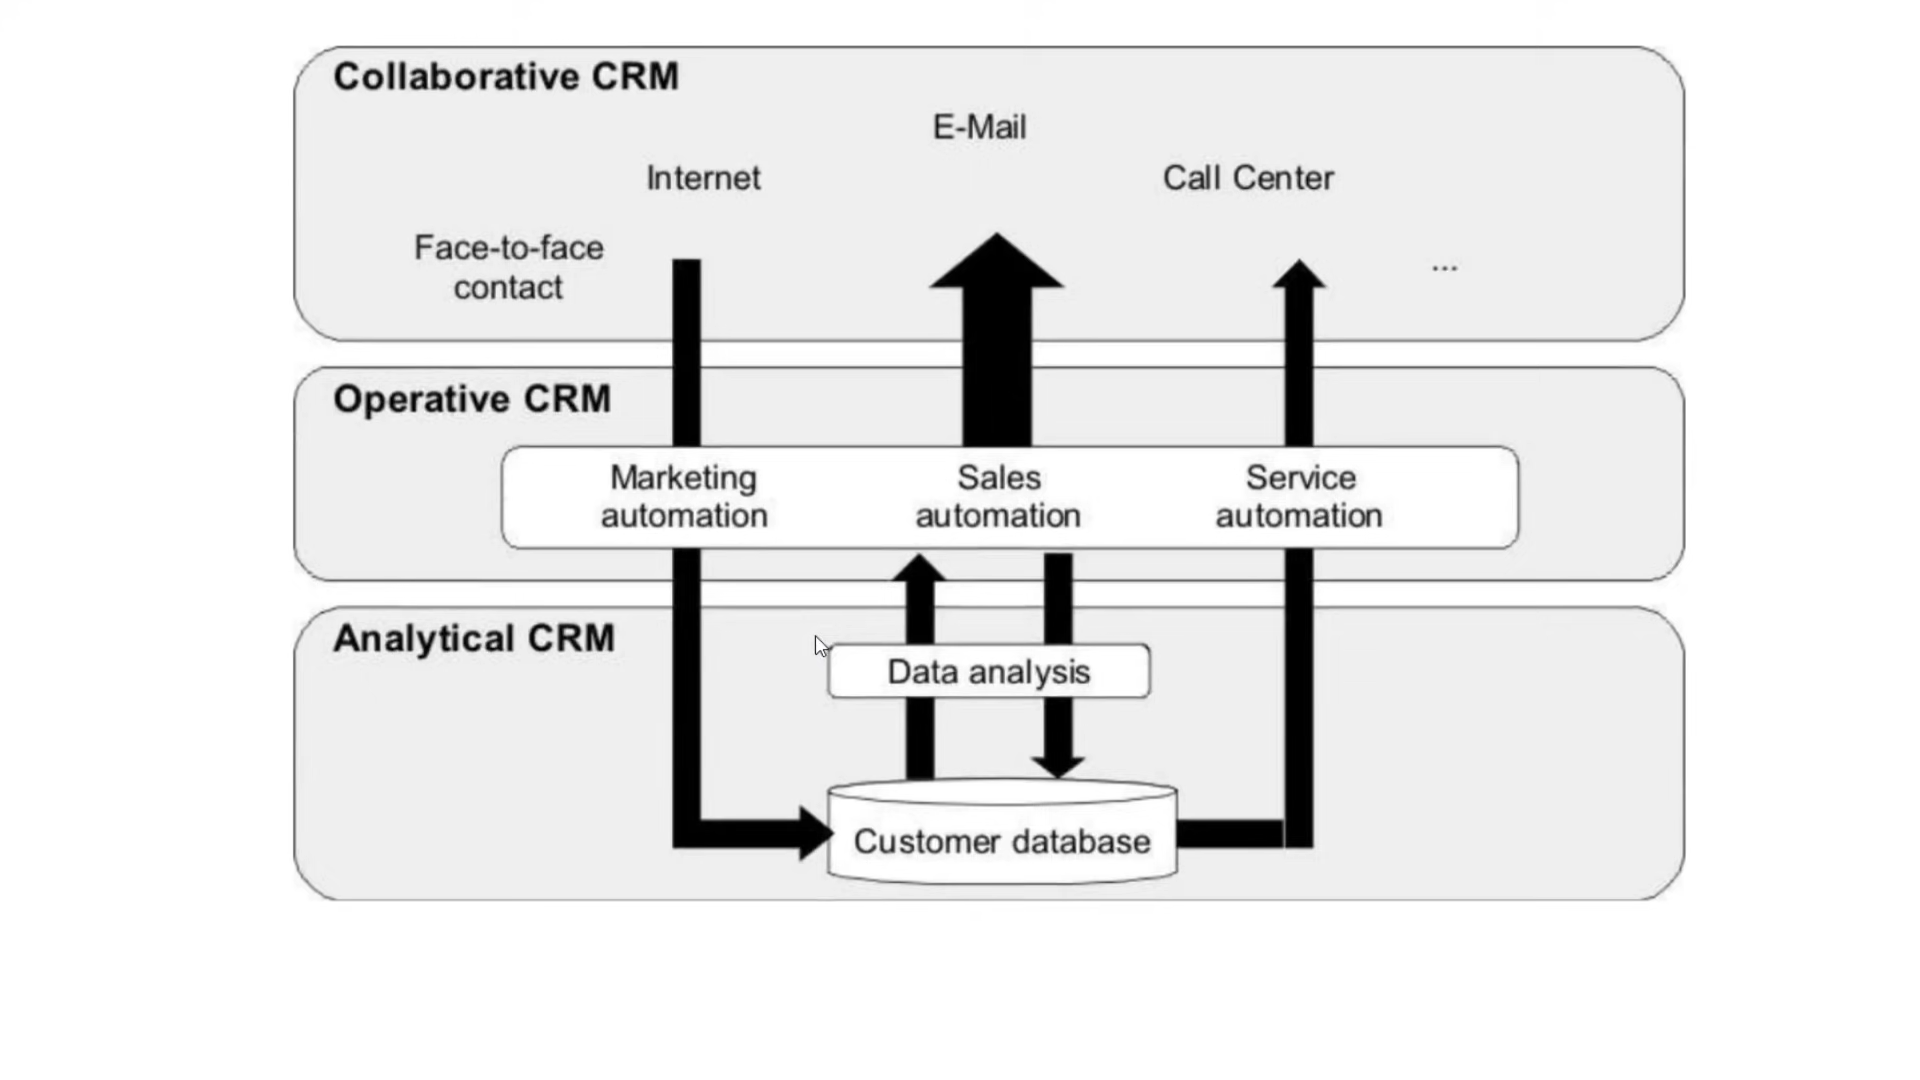 Collaborative CRM
E-Mail
Internet
Call Center
Face-to-face
contact
...
Operative CRM
Marketing
automation
Sales
automation
Service
automation
Analytical CRM
Data analysis
Customer database